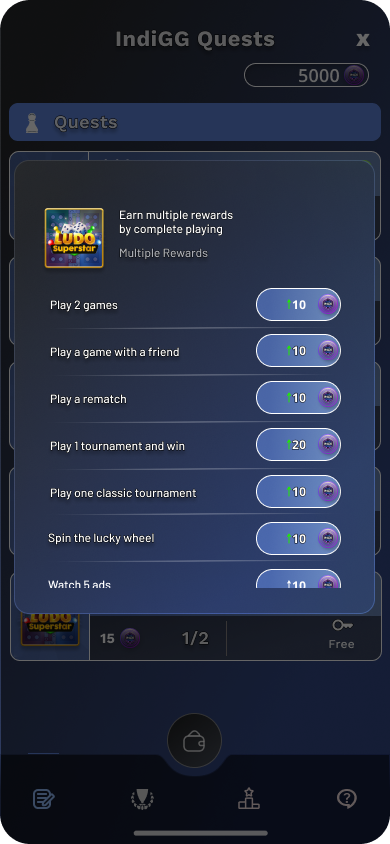 IndiGG Quests
x
5000
Quests
LUDO
Superstar
Earn multiple rewards
by complete playing
Multiple Rewards
Play 2 games
↑10
Play a game with a friend
↑10
Play a rematch
↑10
Play 1 tournament and win
↑20
Play one classic tournament
↑10
Spin the lucky wheel
↑10
Watch 5 ads
↑10
LUDO
Superstar
15
1/2
Free